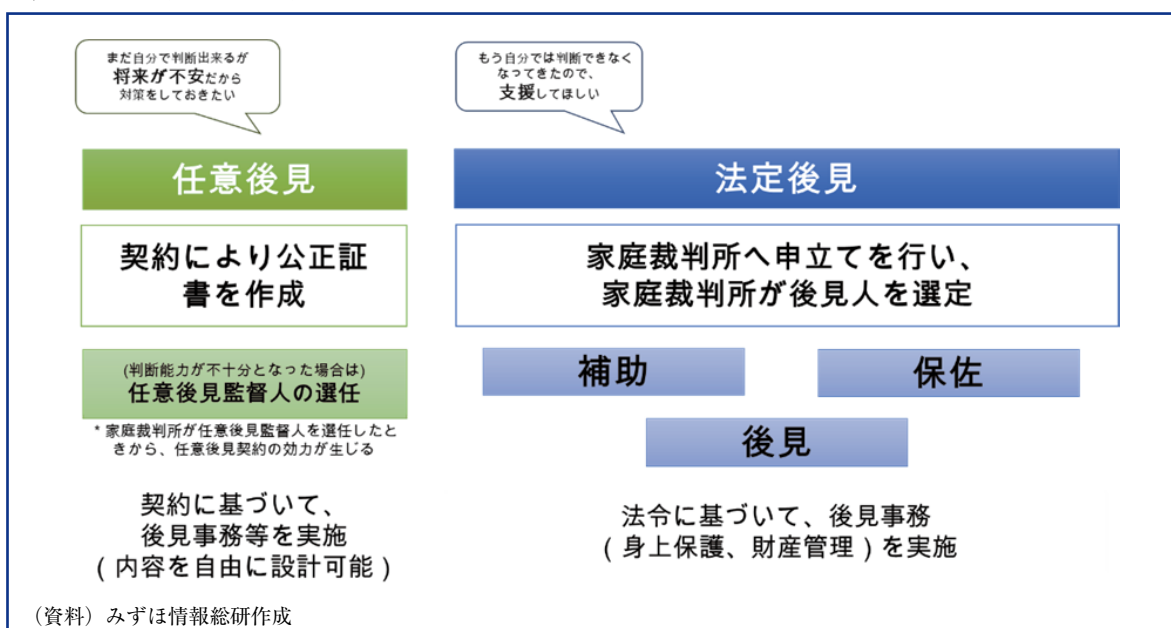 まだ自分で判断出来るが
将来が不安だから
対策をしておきたい
もう自分では判断できなく
なってきたので、
支援してほしい
任意後見
契約により公正証
書を作成
(判断能力が不十分となった場合は)
任意後見監督人の選任
* 家庭裁判所が任意後見監督人を選任したと
きから、任意後見契約の効力が生じる
契約に基づいて、
後見事務等を実施
(内容を自由に設計可能)
法定後見
家庭裁判所へ申立てを行い、
家庭裁判所が後見人を選定
補助
保佐
後見
法令に基づいて、後見事務
(身上保護、財産管理)を実施
(資料)みずほ情報総研作成